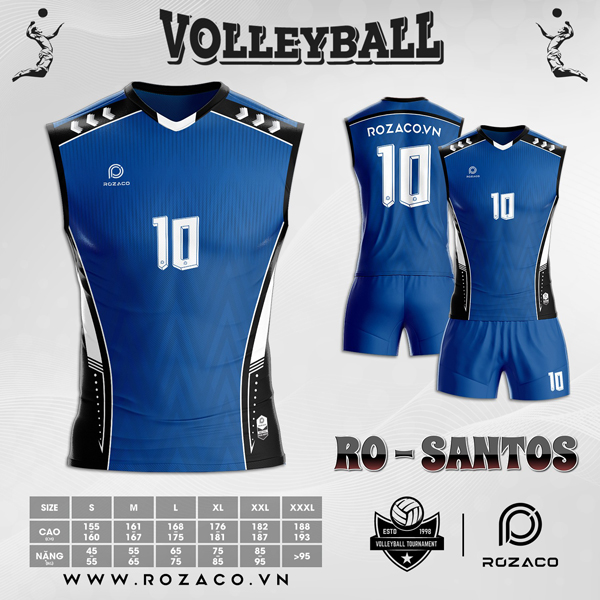 VOLLEYBALL
ROZACO
10
ROZACO.VN
10
ROZACO
10
10
RO - SANTOS
SIZE S M L XL XXL XXXL
CAO (cm) 155 160 161 167 168 175 176 181 182 187 188 193
NẶNG (KG) 45 55 55 65 65 75 75 85 85 95 >95
WWW.ROZACO.VN
ESTD 1998
VOLLEYBALL TOURNAMENT
ROZACO